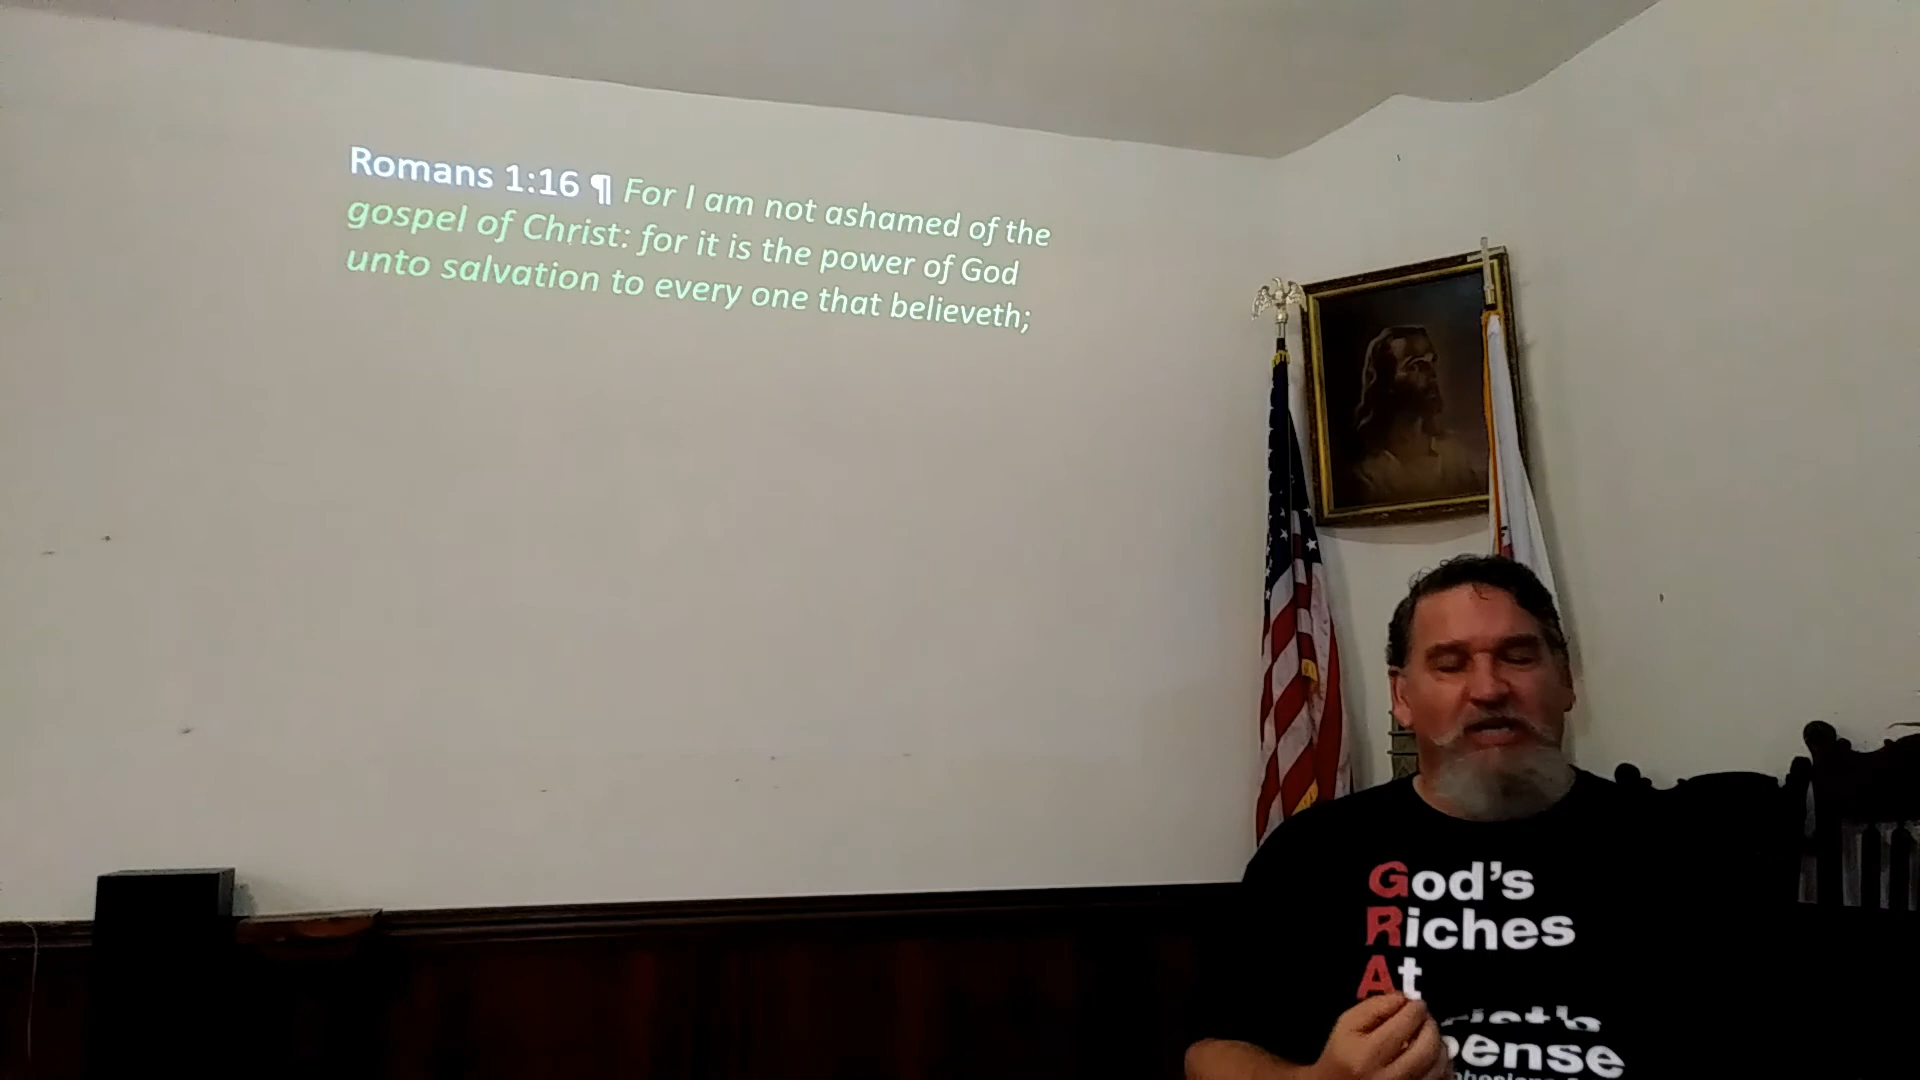 Romans 1:16 ¶ For I am not ashamed of the
gospel of Christ: for it is the power of God
unto salvation to every one that believeth;
God's
Riches
At